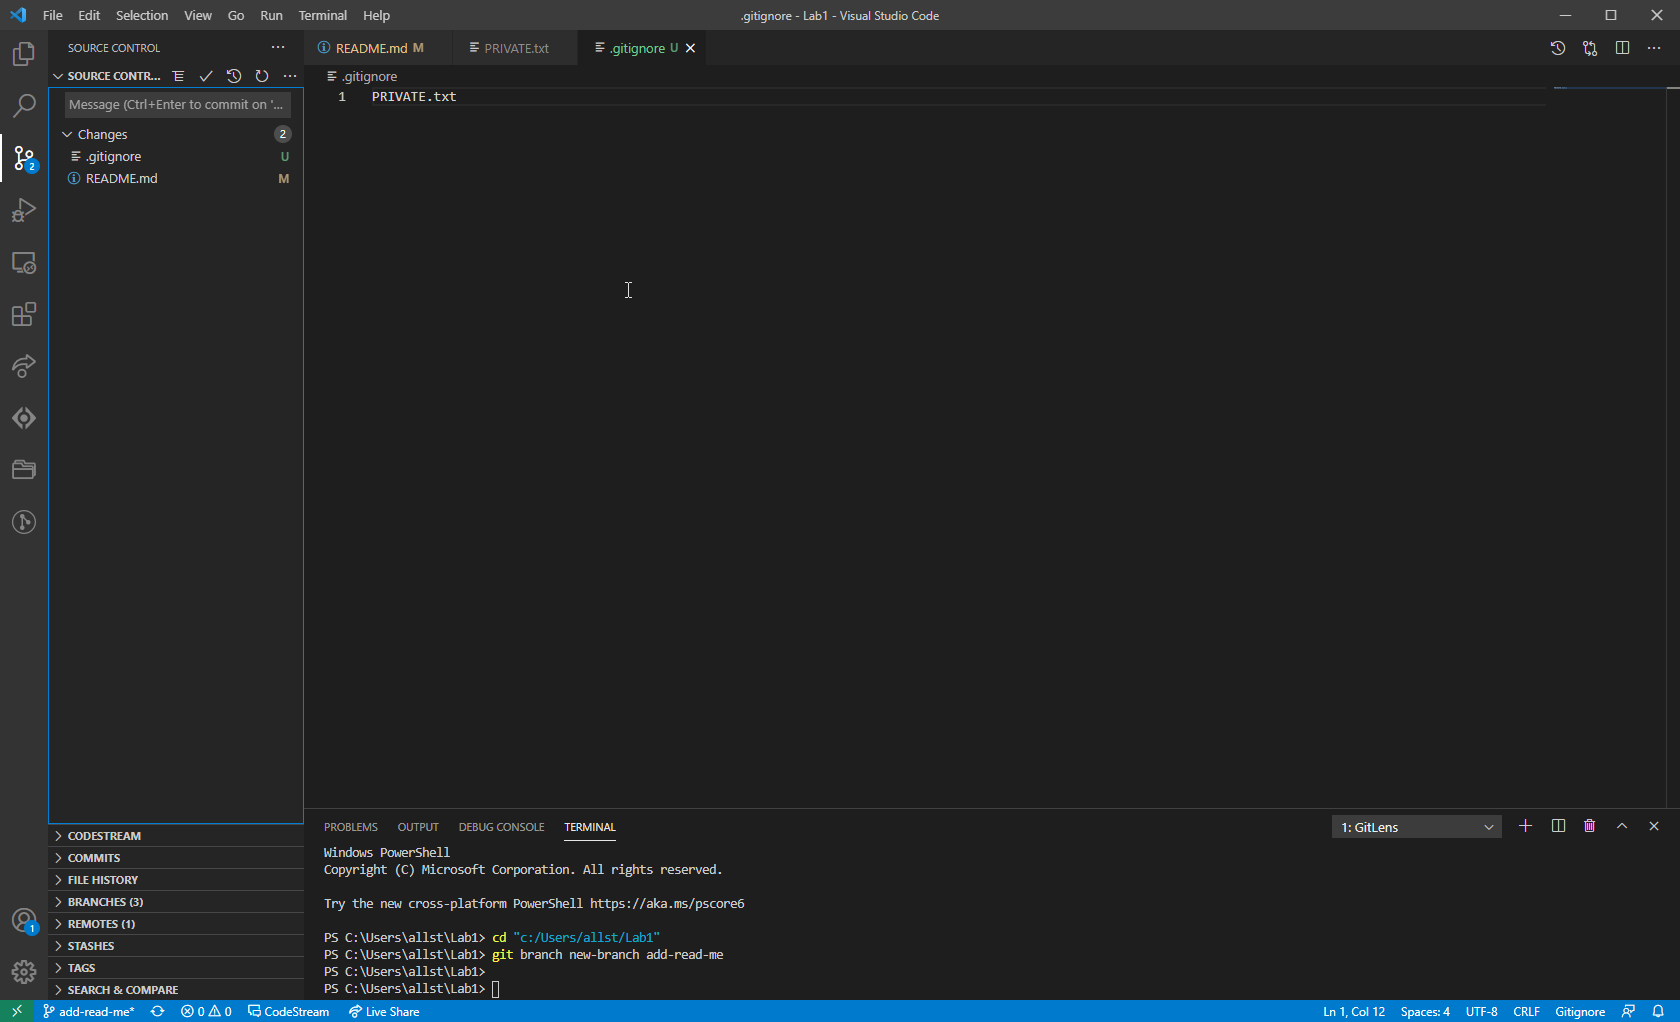 File Edit Selection View Go Run Terminal Help
.gitignore - Lab1 - Visual Studio Code
SOURCE CONTROL
README.md M
PRIVATE.txt
.gitignore U
SOURCE CONTR...
.gitignore
Message (Ctrl+Enter to commit on '...
1 PRIVATE.txt
Changes 2
.gitignore U
README.md M
2
CODESTREAM
COMMITS
FILE HISTORY
BRANCHES (3)
REMOTES (1)
STASHES
TAGS
SEARCH & COMPARE
1
PROBLEMS OUTPUT DEBUG CONSOLE TERMINAL
1: GitLens
Windows PowerShell
Copyright (C) Microsoft Corporation. All rights reserved.
Try the new cross-platform PowerShell https://aka.ms/pscore6
PS C:\Users\allst\Lab1> cd "c:/Users/allst/Lab1"
PS C:\Users\allst\Lab1> git branch new-branch add-read-me
PS C:\Users\allst\Lab1>
PS C:\Users\allst\Lab1>
add-read-me* 0 0 CodeStream Live Share
Ln 1, Col 12 Spaces: 4 UTF-8 CRLF Gitignore